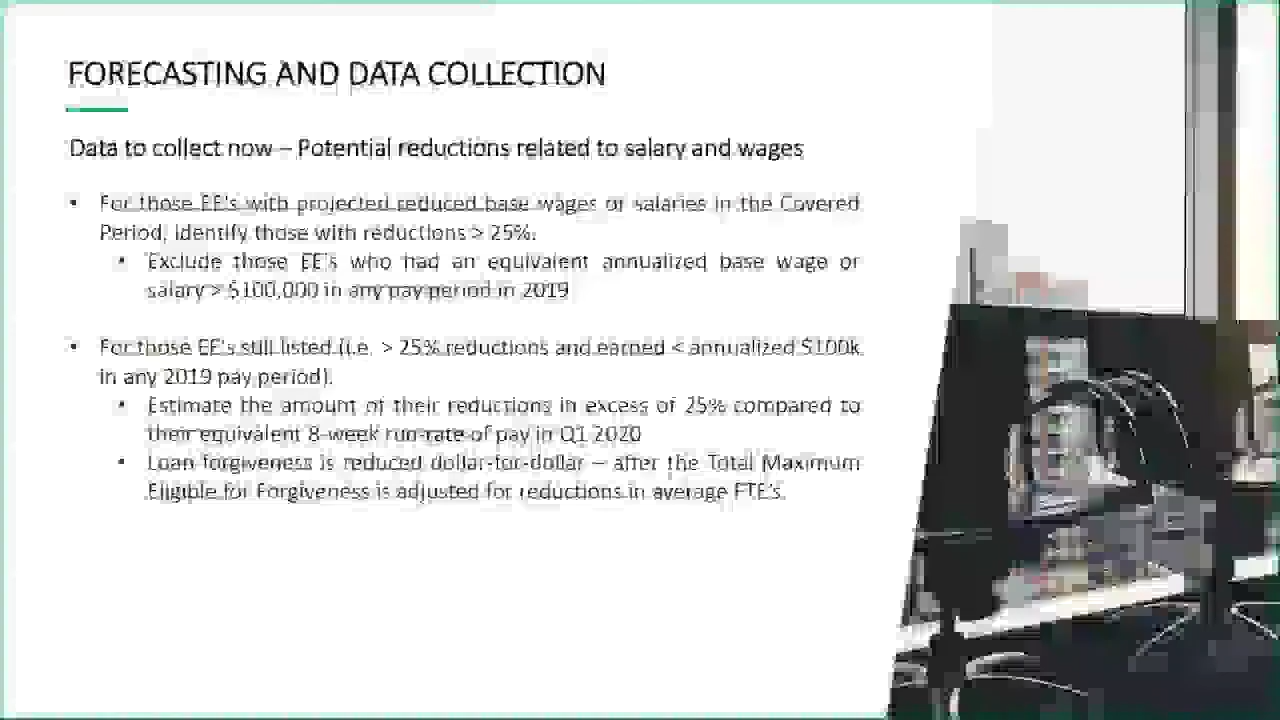 FORECASTING AND DATA COLLECTION
Data to collect now – Potential reductions related to salary and wages
• For those EE's with projected reduced base wages or salaries in the Covered
Period, identify those with reductions > 25%.
• Exclude those EE's who had an equivalent annualized base wage or
salary > $100,000 in any pay period in 2019
• For those EE's still listed (i.e. > 25% reductions and earned < annualized $100k
in any 2019 pay period).
• Estimate the amount of their reductions in excess of 25% compared to
their equivalent 8-week run-rate of pay in Q1 2020
• Loan forgiveness is reduced dollar-for-dollar – after the Total Maximum
Eligible for Forgiveness is adjusted for reductions in average FTE's.